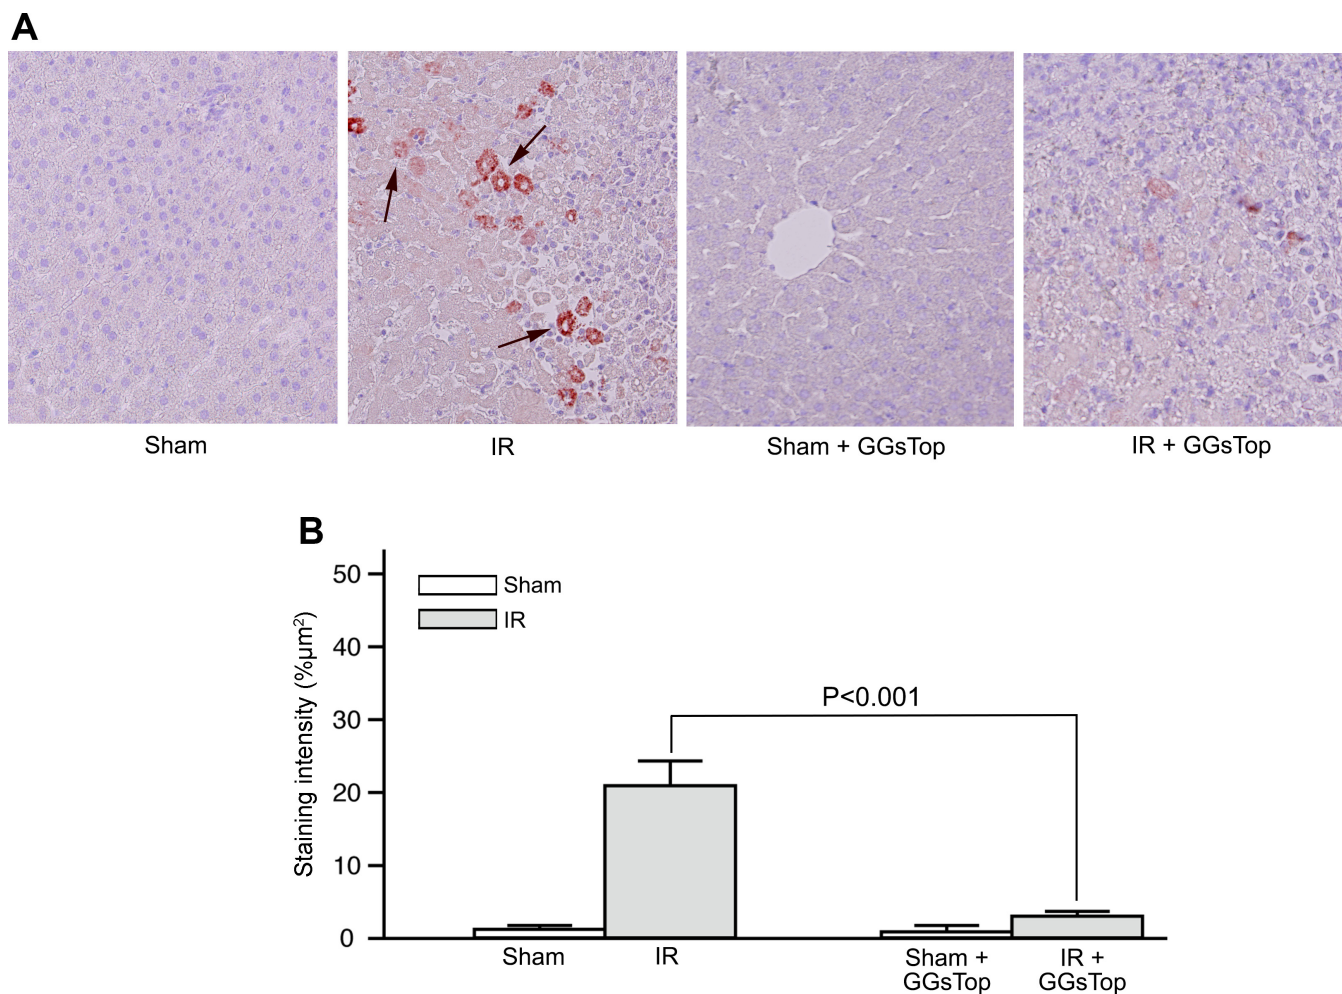 A
Sham
IR
Sham + GGsTop
IR + GGsTop
B
Staining intensity (%µm²)
50
40
30
20
10
0
Sham
IR
P<0.001
Sham
IR
Sham +
GGsTop
IR +
GGsTop